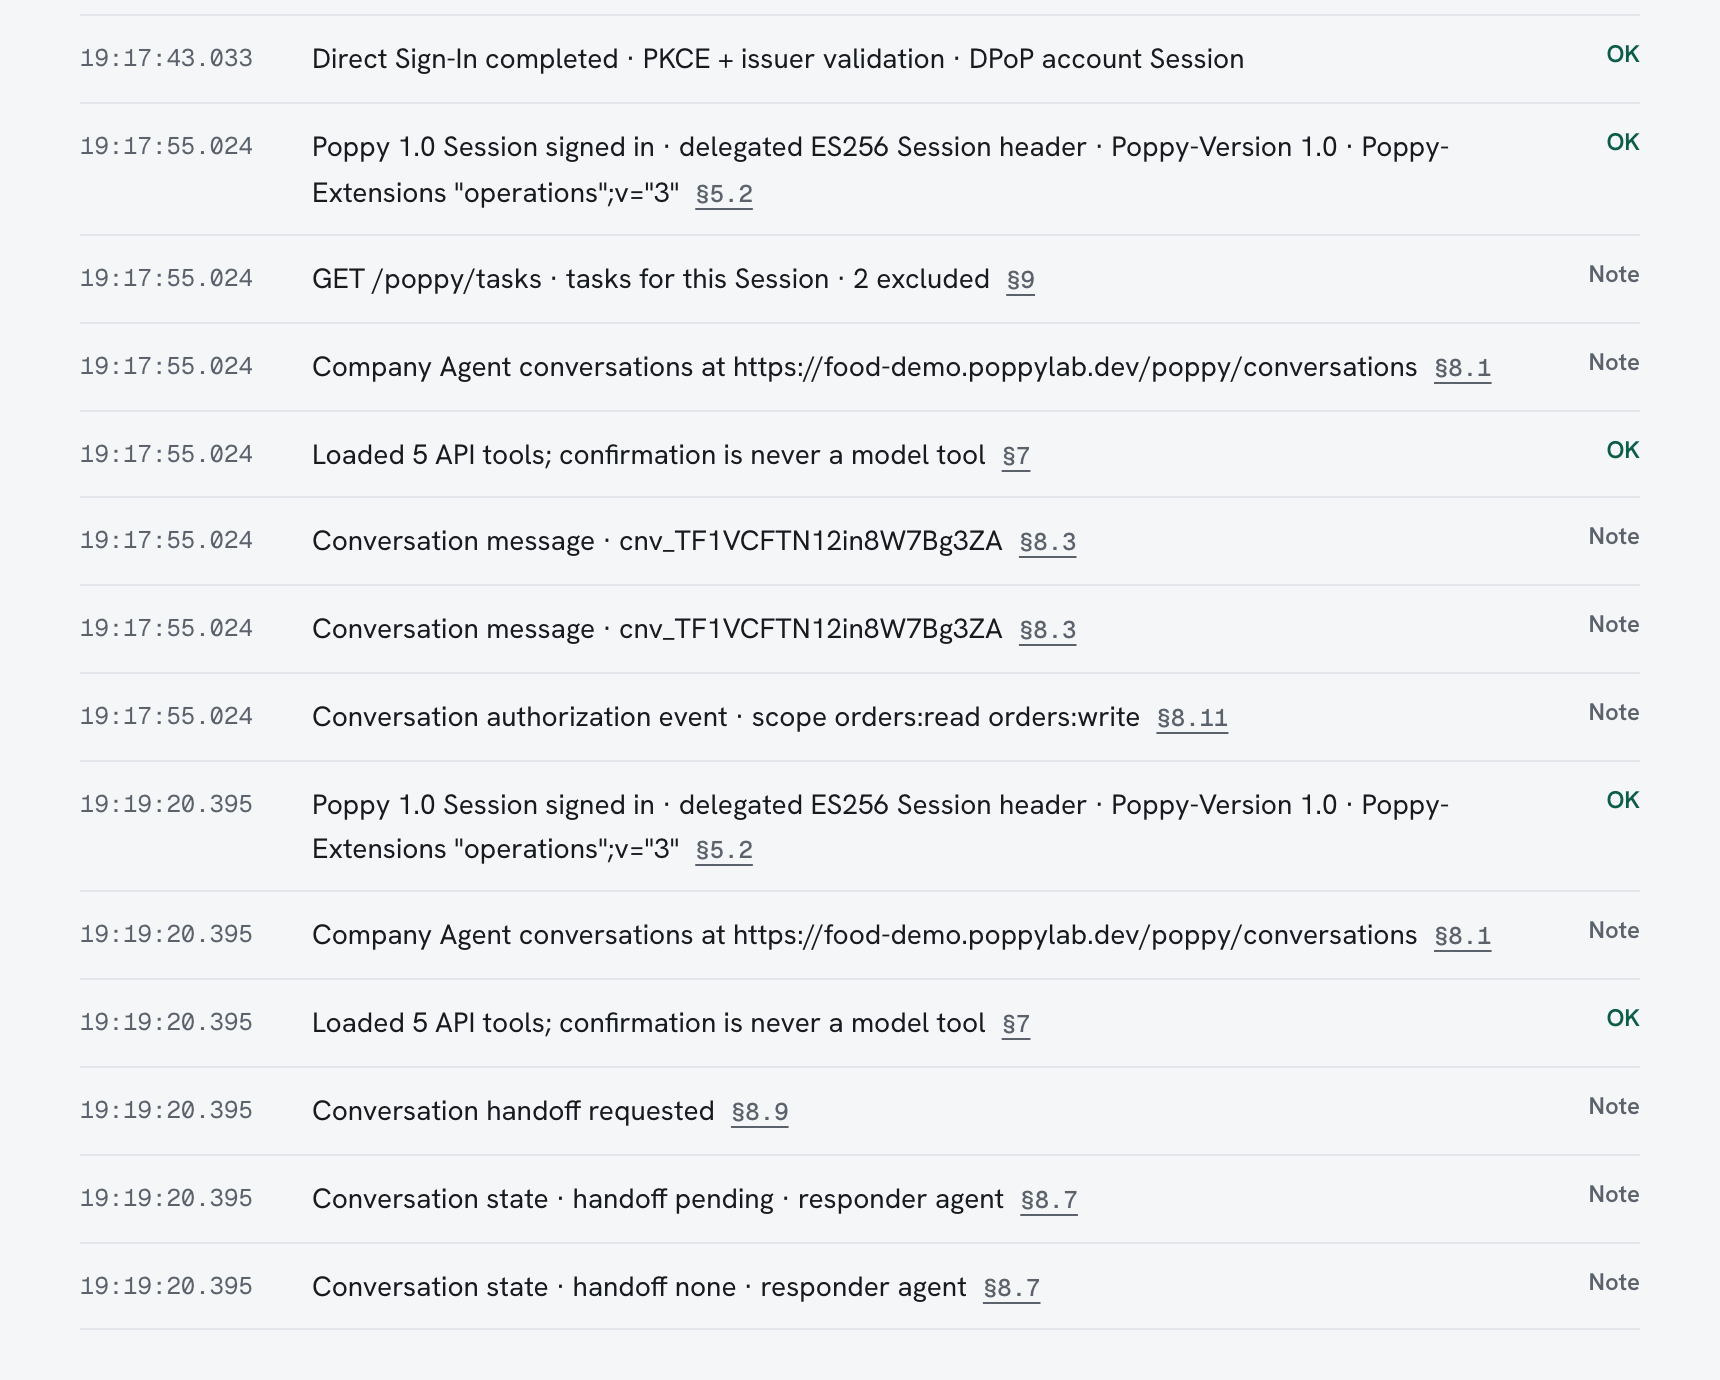 19:17:43.033 Direct Sign-In completed · PKCE + issuer validation · DPoP account Session OK
19:17:55.024 Poppy 1.0 Session signed in · delegated ES256 Session header · Poppy-Version 1.0 · Poppy- OK
Extensions "operations";v="3" §5.2
19:17:55.024 GET /poppy/tasks · tasks for this Session · 2 excluded §9 Note
19:17:55.024 Company Agent conversations at https://food-demo.poppylab.dev/poppy/conversations §8.1 Note
19:17:55.024 Loaded 5 API tools; confirmation is never a model tool §7 OK
19:17:55.024 Conversation message · cnv_TF1VCFTN12in8W7Bg3ZA §8.3 Note
19:17:55.024 Conversation message · cnv_TF1VCFTN12in8W7Bg3ZA §8.3 Note
19:17:55.024 Conversation authorization event · scope orders:read orders:write §8.11 Note
19:19:20.395 Poppy 1.0 Session signed in · delegated ES256 Session header · Poppy-Version 1.0 · Poppy- OK
Extensions "operations";v="3" §5.2
19:19:20.395 Company Agent conversations at https://food-demo.poppylab.dev/poppy/conversations §8.1 Note
19:19:20.395 Loaded 5 API tools; confirmation is never a model tool §7 OK
19:19:20.395 Conversation handoff requested §8.9 Note
19:19:20.395 Conversation state · handoff pending · responder agent §8.7 Note
19:19:20.395 Conversation state · handoff none · responder agent §8.7 Note